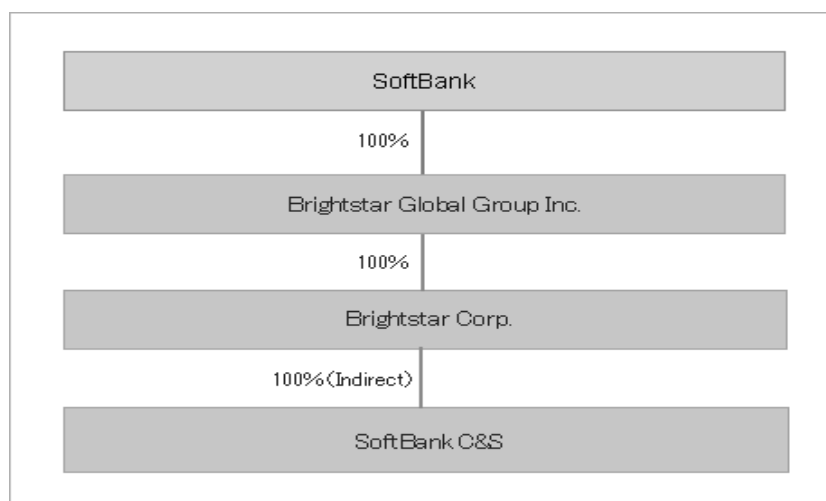 SoftBank
100%
Brightstar Global Group Inc.
100%
Brightstar Corp.
100%(Indirect)
SoftBank C&S